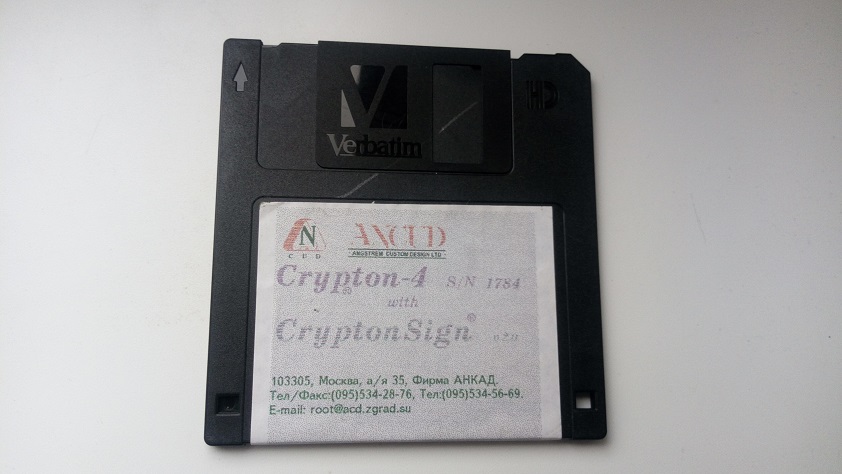 HD
Verbatim
N
CUD
ANCUD
ANGSTREM CUSTOM DESIGN LTD
Crypton-4 S/N 1784
®
with
CryptonSign®
103305, Москва, а/я 35, Фирма АНКАД.
Тел/Факс:(095)534-28-76, Тел:(095)534-56-69.
E-mail: root@acd.zgrad.su